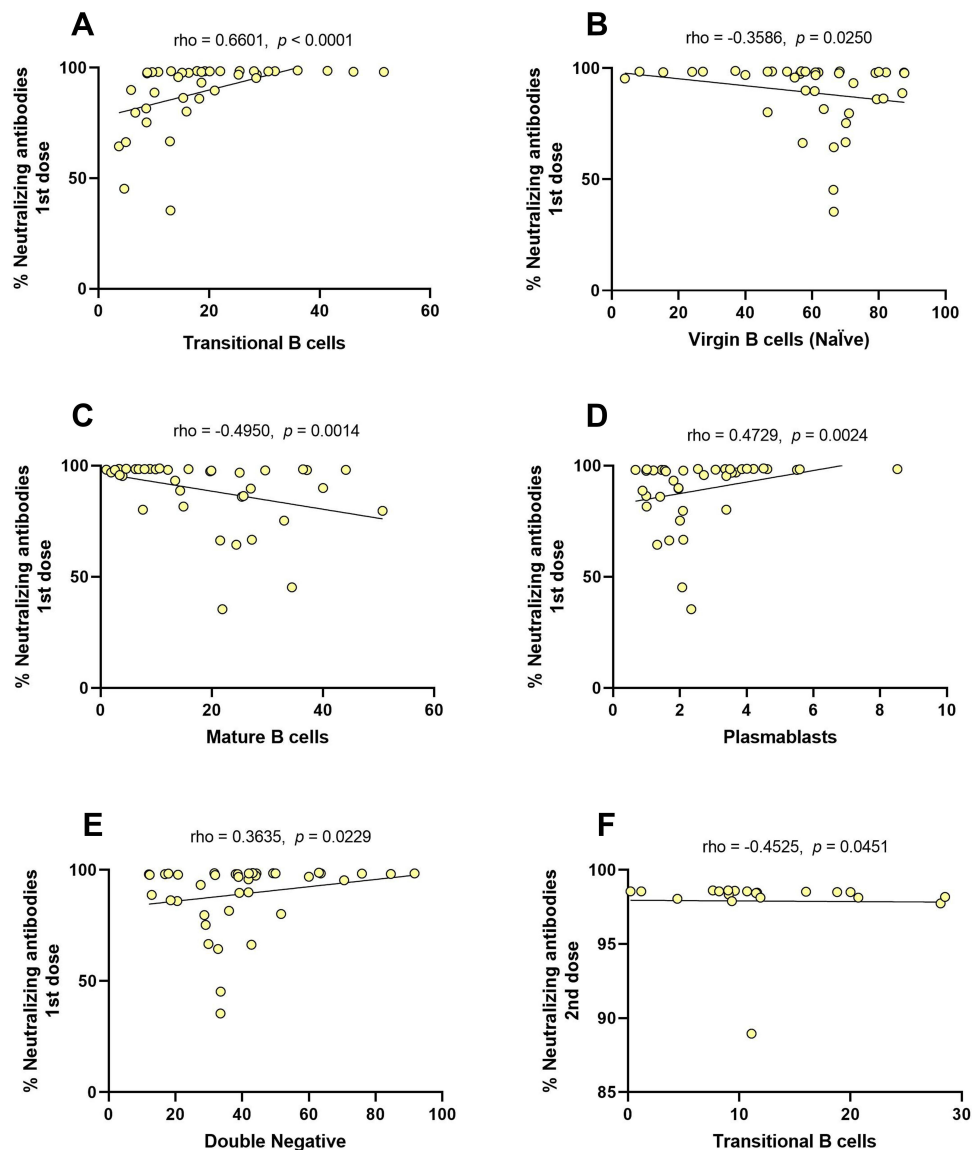 A
rho = 0.6601, p < 0.0001
100
50
0
0 20 40 60
% Neutralizing antibodies
1st dose
Transitional B cells
B
rho = -0.3586, p = 0.0250
100
50
0
0 20 40 60 80 100
% Neutralizing antibodies
1st dose
Virgin B cells (NaÏve)
C
rho = -0.4950, p = 0.0014
100
50
0
0 20 40 60
% Neutralizing antibodies
1st dose
Mature B cells
D
rho = 0.4729, p = 0.0024
100
50
0
0 2 4 6 8 10
% Neutralizing antibodies
1st dose
Plasmablasts
E
rho = 0.3635, p = 0.0229
100
50
0
0 20 40 60 80 100
% Neutralizing antibodies
1st dose
Double Negative
F
rho = -0.4525, p = 0.0451
100
95
90
85
0 10 20 30
% Neutralizing antibodies
2nd dose
Transitional B cells